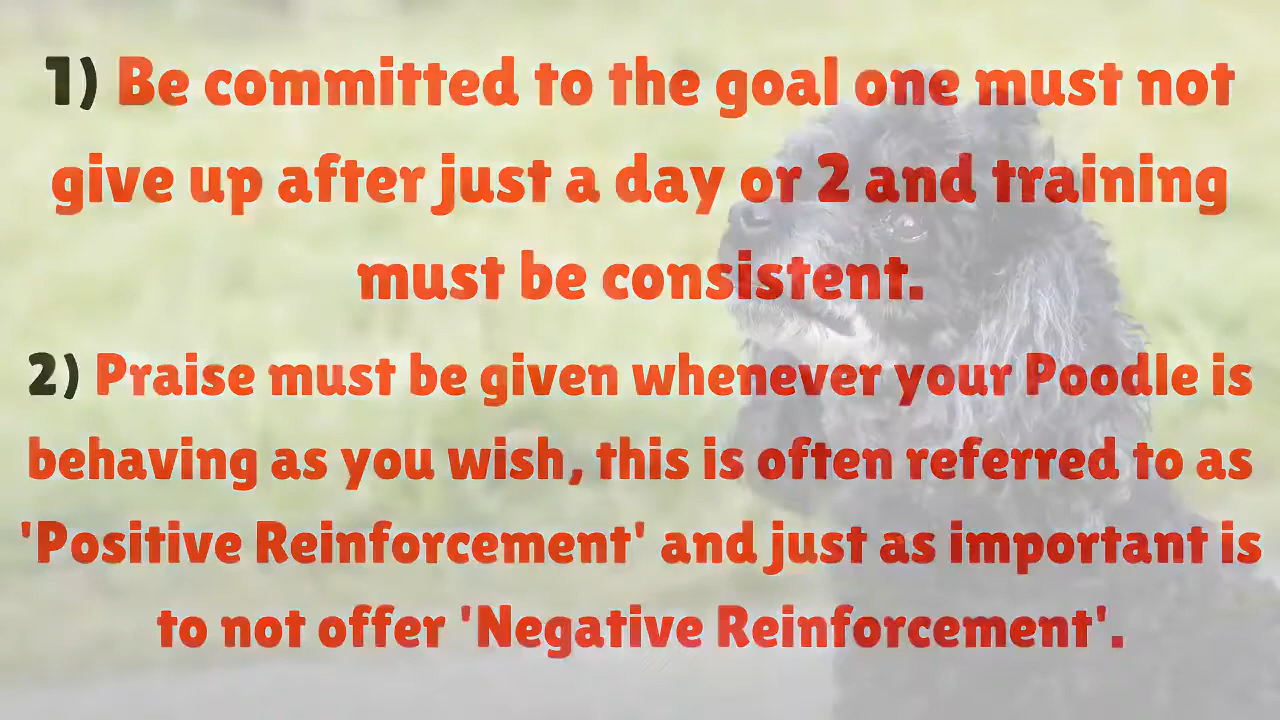 1) Be committed to the goal one must not
give up after just a day or 2 and training
must be consistent.
2) Praise must be given whenever your Poodle is
behaving as you wish, this is often referred to as
'Positive Reinforcement' and just as important is
to not offer 'Negative Reinforcement'.